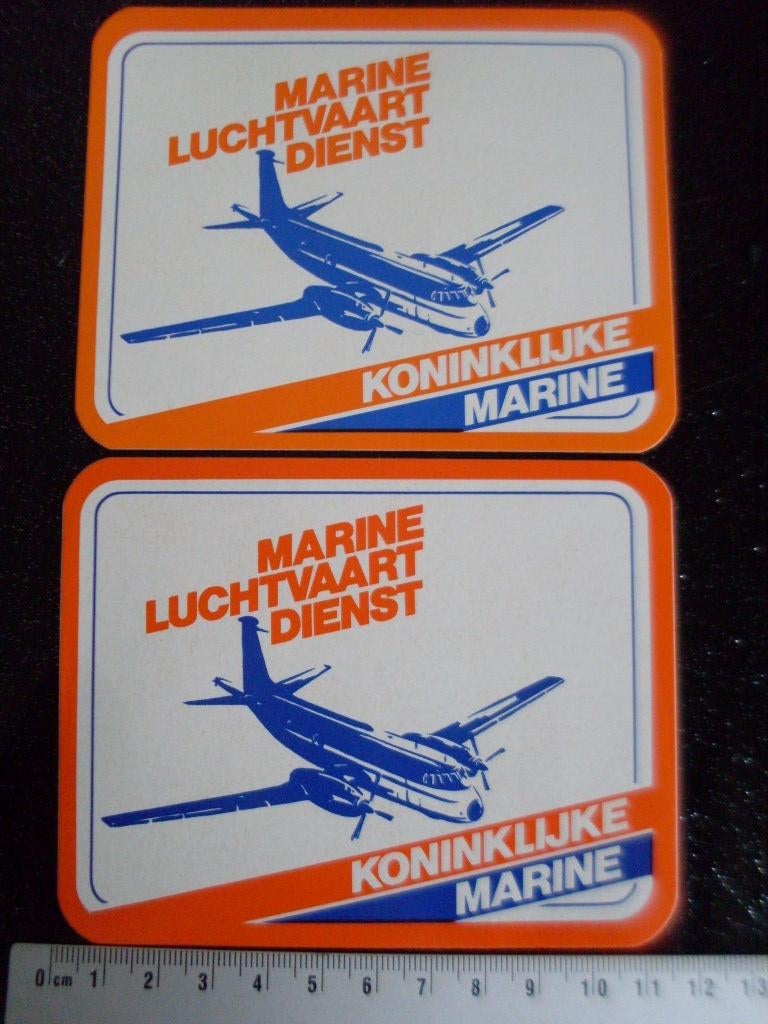 MARINE
LUCHTVAART
DIENST
KONINKLIJKE
MARINE
MARINE
LUCHTVAART
DIENST
KONINKLIJKE
MARINE
0 cm 1 2 3 4 5 6 7 8 9 10 11 12 13